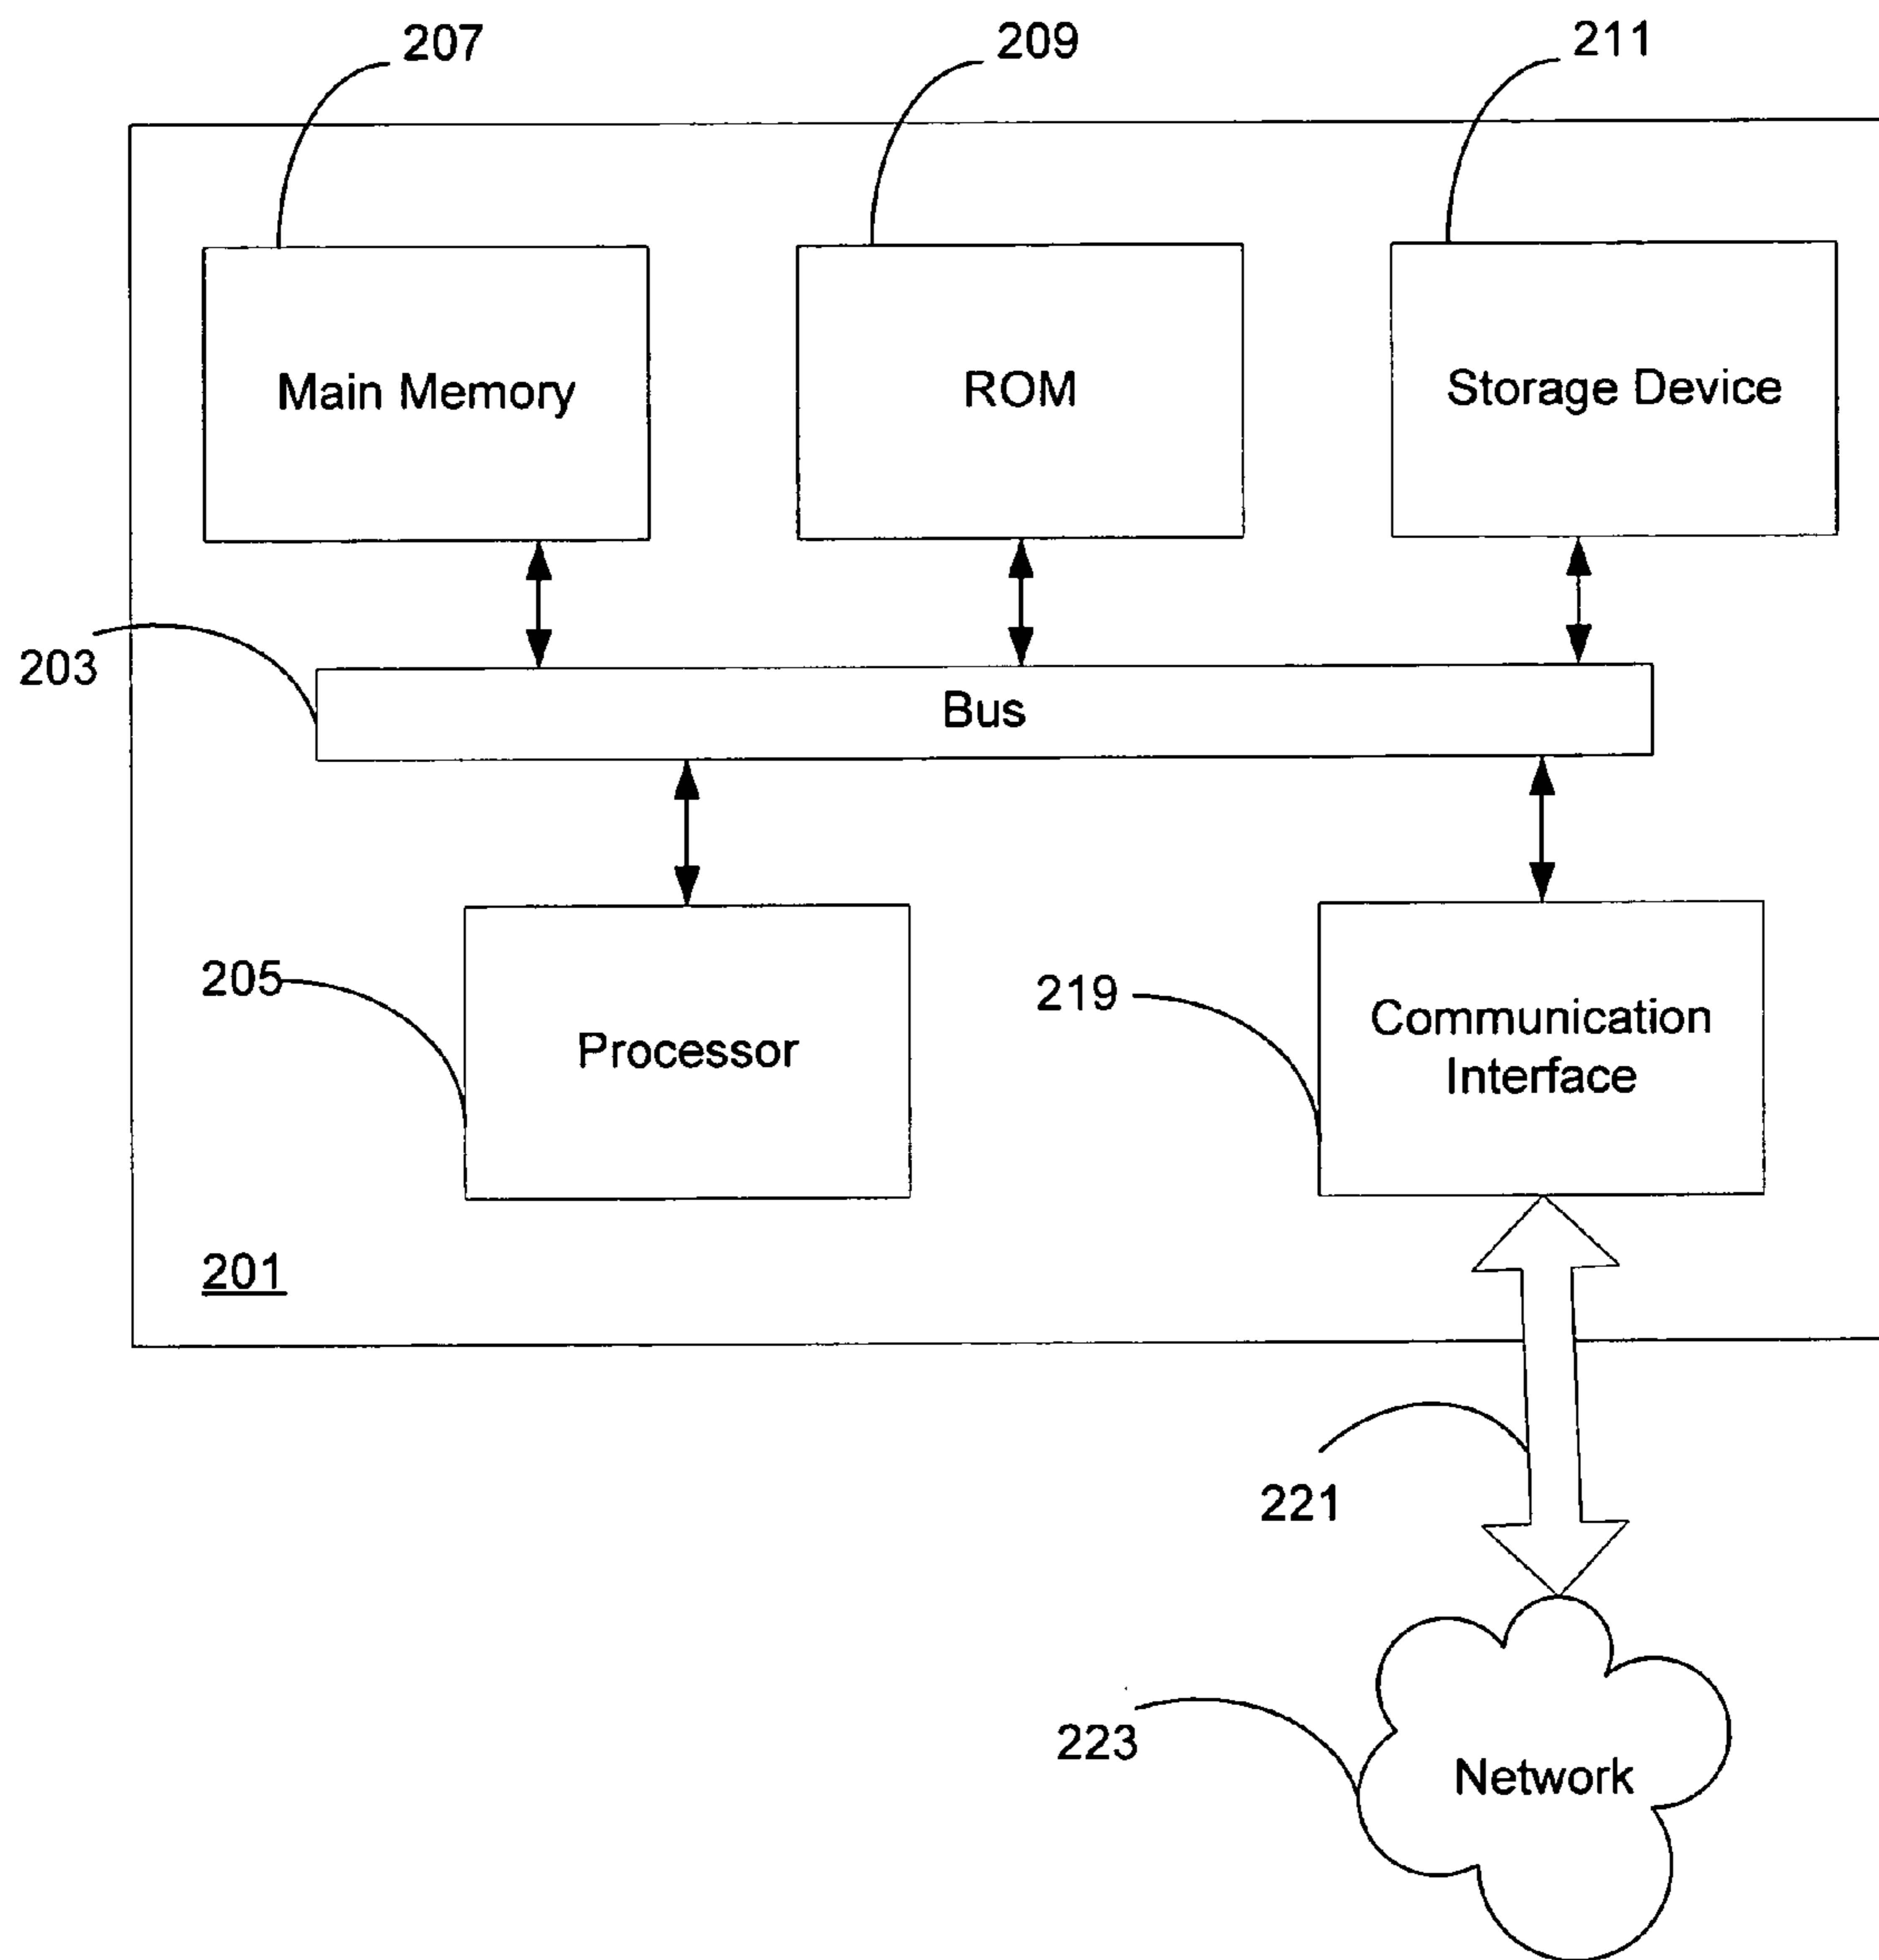 207
209
211
Main Memory
ROM
Storage Device
203
Bus
205
Processor
219
Communication
Interface
201
221
223
Network